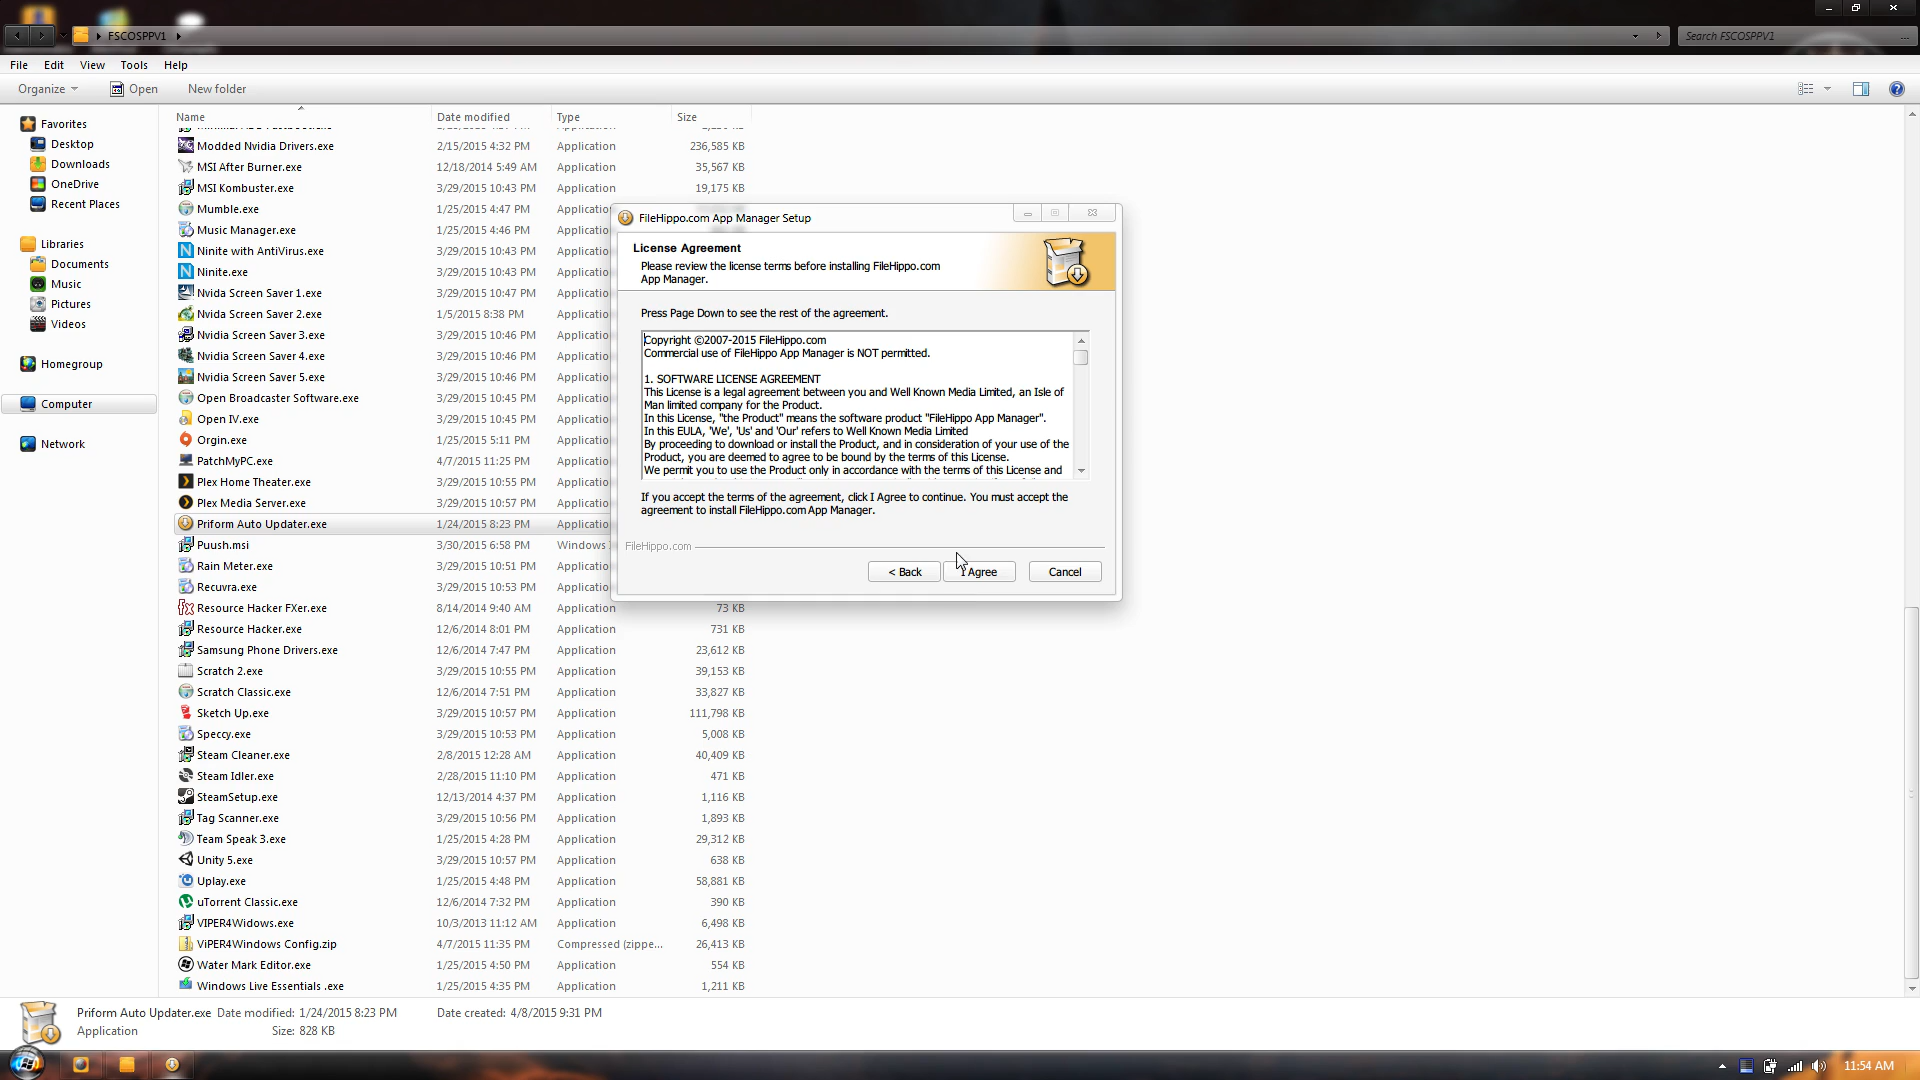 FSCOSPPV1
Search FSCOSPPV1
File Edit View Tools Help
Organize Open New folder
Name Date modified Type Size
Modded Nvidia Drivers.exe 2/15/2015 4:32 PM Application 236,585 KB
MSI After Burner.exe 12/18/2014 5:49 AM Application 35,567 KB
MSI Kombuster.exe 3/29/2015 10:43 PM Application 19,175 KB
Mumble.exe 1/25/2015 4:47 PM Application
Music Manager.exe 1/25/2015 4:46 PM Application
Ninite with AntiVirus.exe 3/29/2015 10:43 PM Application
Ninite.exe 3/29/2015 10:43 PM Application
Nvida Screen Saver 1.exe 3/29/2015 10:47 PM Application
Nvida Screen Saver 2.exe 1/5/2015 8:38 PM Application
Nvidia Screen Saver 3.exe 3/29/2015 10:46 PM Application
Nvidia Screen Saver 4.exe 3/29/2015 10:46 PM Application
Nvidia Screen Saver 5.exe 3/29/2015 10:46 PM Application
Open Broadcaster Software.exe 3/29/2015 10:45 PM Application
Open IV.exe 3/29/2015 10:45 PM Application
Orgin.exe 1/25/2015 5:11 PM Application
PatchMyPC.exe 4/7/2015 11:25 PM Application
Plex Home Theater.exe 3/29/2015 10:55 PM Application
Plex Media Server.exe 3/29/2015 10:57 PM Application
Priform Auto Updater.exe 1/24/2015 8:23 PM Application
Puush.msi 3/30/2015 6:58 PM Windows
Rain Meter.exe 3/29/2015 10:51 PM Application
Recuvra.exe 3/29/2015 10:51 PM Application
Resource Hacker FXer.exe 8/14/2014 9:40 AM Application 73 KB
Resource Hacker.exe 12/6/2014 8:01 PM Application 731 KB
Samsung Phone Drivers.exe 12/6/2014 7:47 PM Application 23,612 KB
Scratch 2.exe 3/29/2015 10:55 PM Application 39,153 KB
Scratch Classic.exe 12/6/2014 7:51 PM Application 33,827 KB
Sketch Up.exe 3/29/2015 10:57 PM Application 111,798 KB
Speccy.exe 3/29/2015 10:53 PM Application 5,008 KB
Steam Cleaner.exe 2/8/2015 12:28 AM Application 40,409 KB
Steam Idler.exe 2/28/2015 11:10 PM Application 471 KB
SteamSetup.exe 12/13/2014 4:37 PM Application 1,116 KB
Tag Scanner.exe 3/29/2015 10:56 PM Application 1,893 KB
Team Speak 3.exe 1/25/2015 4:28 PM Application 29,312 KB
Unity 5.exe 3/29/2015 10:57 PM Application 638 KB
Uplay.exe 1/25/2015 4:48 PM Application 58,881 KB
uTorrent Classic.exe 12/6/2014 7:32 PM Application 390 KB
VIPER4Widows.exe 10/3/2013 11:12 AM Application 6,498 KB
ViPER4Windows Config.zip 4/7/2015 11:35 PM Compressed (zippe... 26,413 KB
Water Mark Editor.exe 1/25/2015 4:50 PM Application 554 KB
Windows Live Essentials .exe 1/25/2015 4:35 PM Application 1,211 KB
Favorites
Desktop
Downloads
OneDrive
Recent Places
Libraries
Documents
Music
Pictures
Videos
Homegroup
Computer
Network
FileHippo.com App Manager Setup
License Agreement
Please review the license terms before installing FileHippo.com
App Manager.
Press Page Down to see the rest of the agreement.
Copyright ©2007-2015 FileHippo.com
Commercial use of FileHippo App Manager is NOT permitted.
1. SOFTWARE LICENSE AGREEMENT
This License is a legal agreement between you and Well Known Media Limited, an Isle of
Man limited company for the Product.
In this License, "the Product" means the software product "FileHippo App Manager".
In this EULA, 'We', 'Us' and 'Our' refers to Well Known Media Limited
By proceeding to download or install the Product, and in consideration of your use of the
Product, you are deemed to agree to be bound by the terms of this License.
We permit you to use the Product only in accordance with the terms of this License and
If you accept the terms of the agreement, click I Agree to continue. You must accept the
agreement to install FileHippo.com App Manager.
FileHippo.com
< Back I Agree Cancel
Priform Auto Updater.exe Date modified: 1/24/2015 8:23 PM Date created: 4/8/2015 9:31 PM
Application Size: 828 KB
11:54 AM